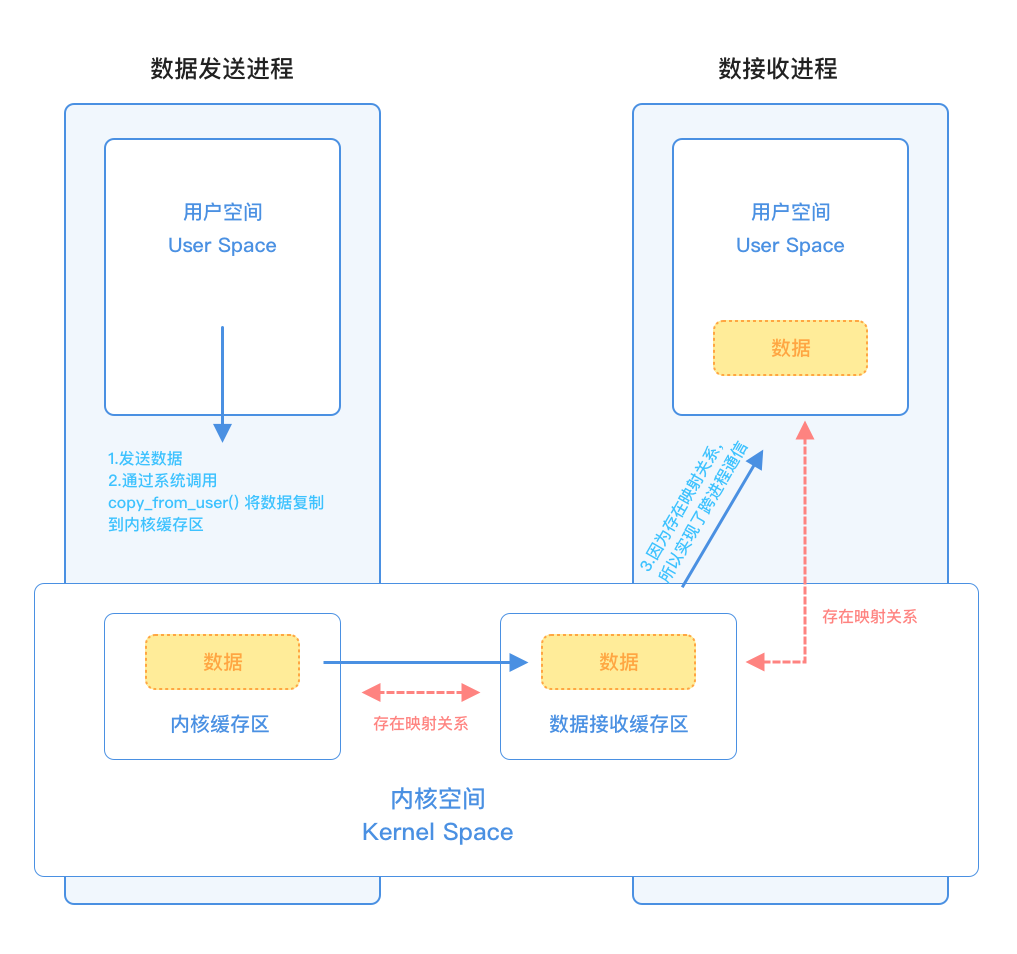 数据发送进程
数接收进程
用户空间
User Space
用户空间
User Space
数据
1.发送数据
2.通过系统调用
copy_from_user() 将数据复制
到内核缓存区
3.因为存在映射关系，
所以实现了跨进程通信
存在映射关系
数据
内核缓存区
存在映射关系
数据
数据接收缓存区
内核空间
Kernel Space